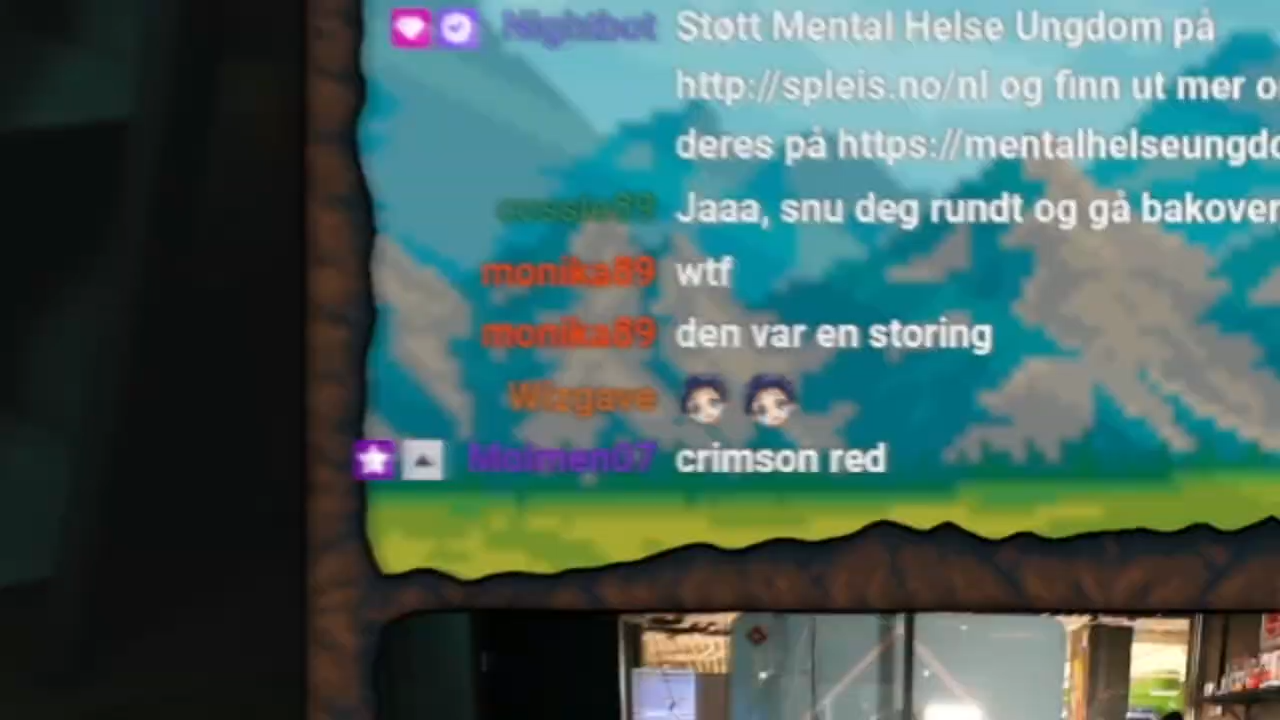 Nightbot Støtt Mental Helse Ungdom på
http://spleis.no/nl og finn ut mer o
deres på https://mentalhelseungdo
Jaaa, snu deg rundt og gå bakover
monika89 wtf
monika89 den var en storing
Wizgave
crimson red